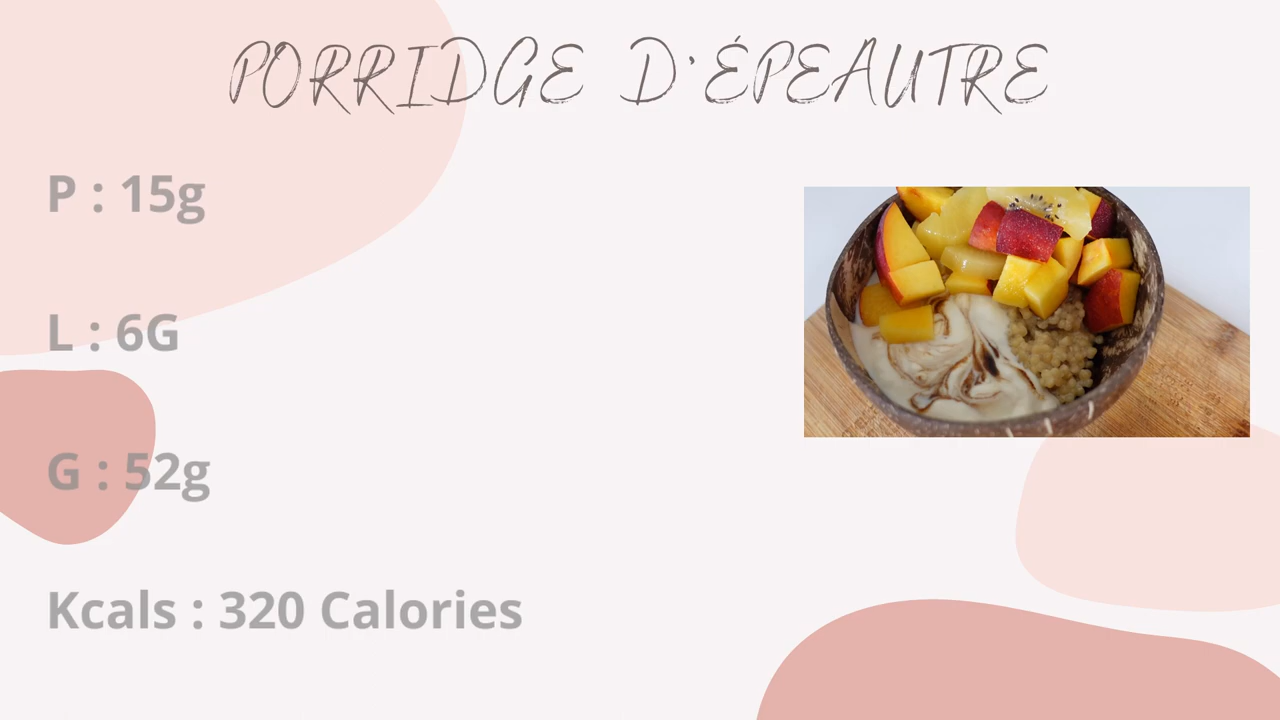 PORRIDGE D'ÉPEAUTRE
P : 15g
L : 6G
G : 52g
Kcals : 320 Calories